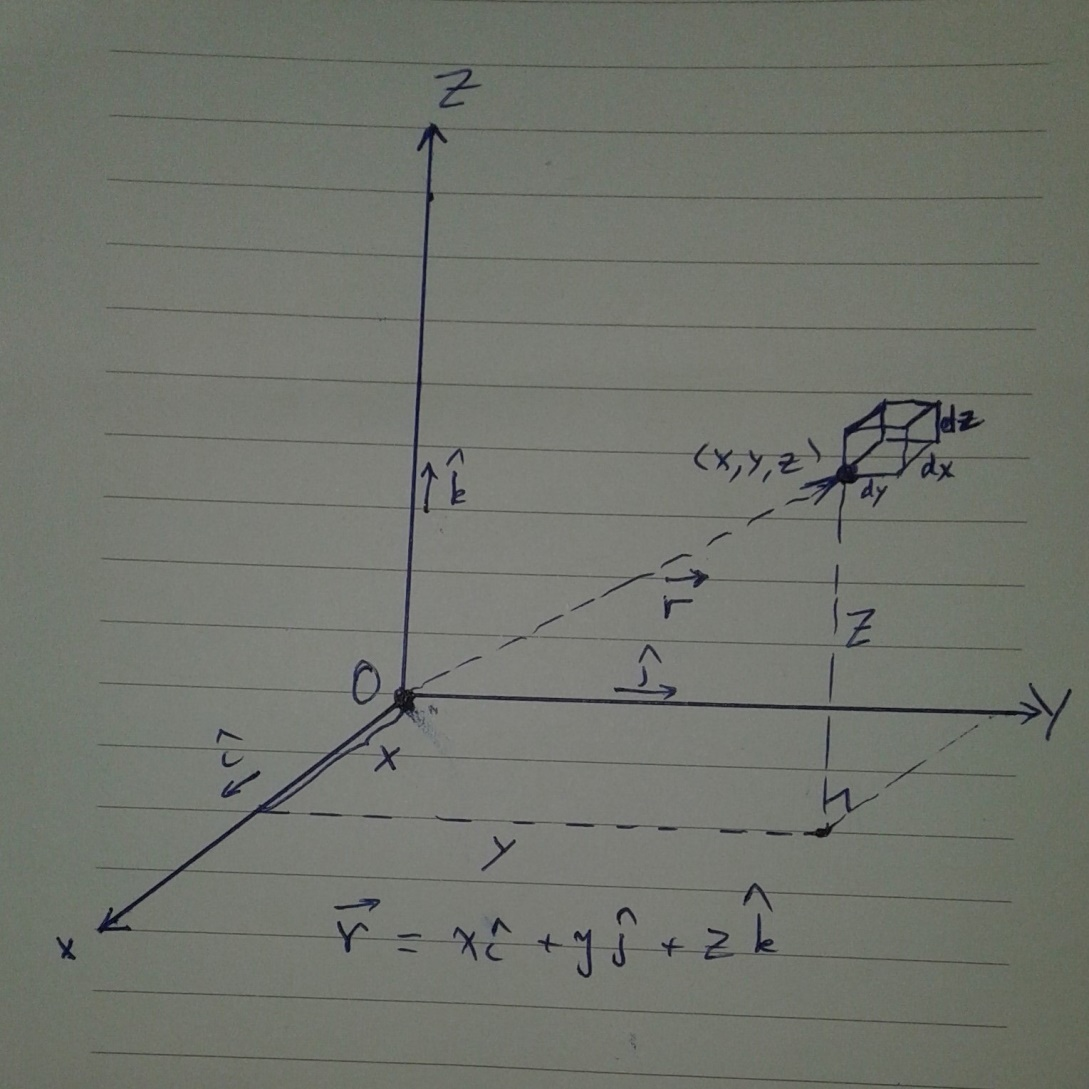 Z
dz
(x,y,z)
dx
dy
k̂
r⃗
z
ĵ
O
Y
î
x
y
x
r⃗ = xî + yĵ + zk̂